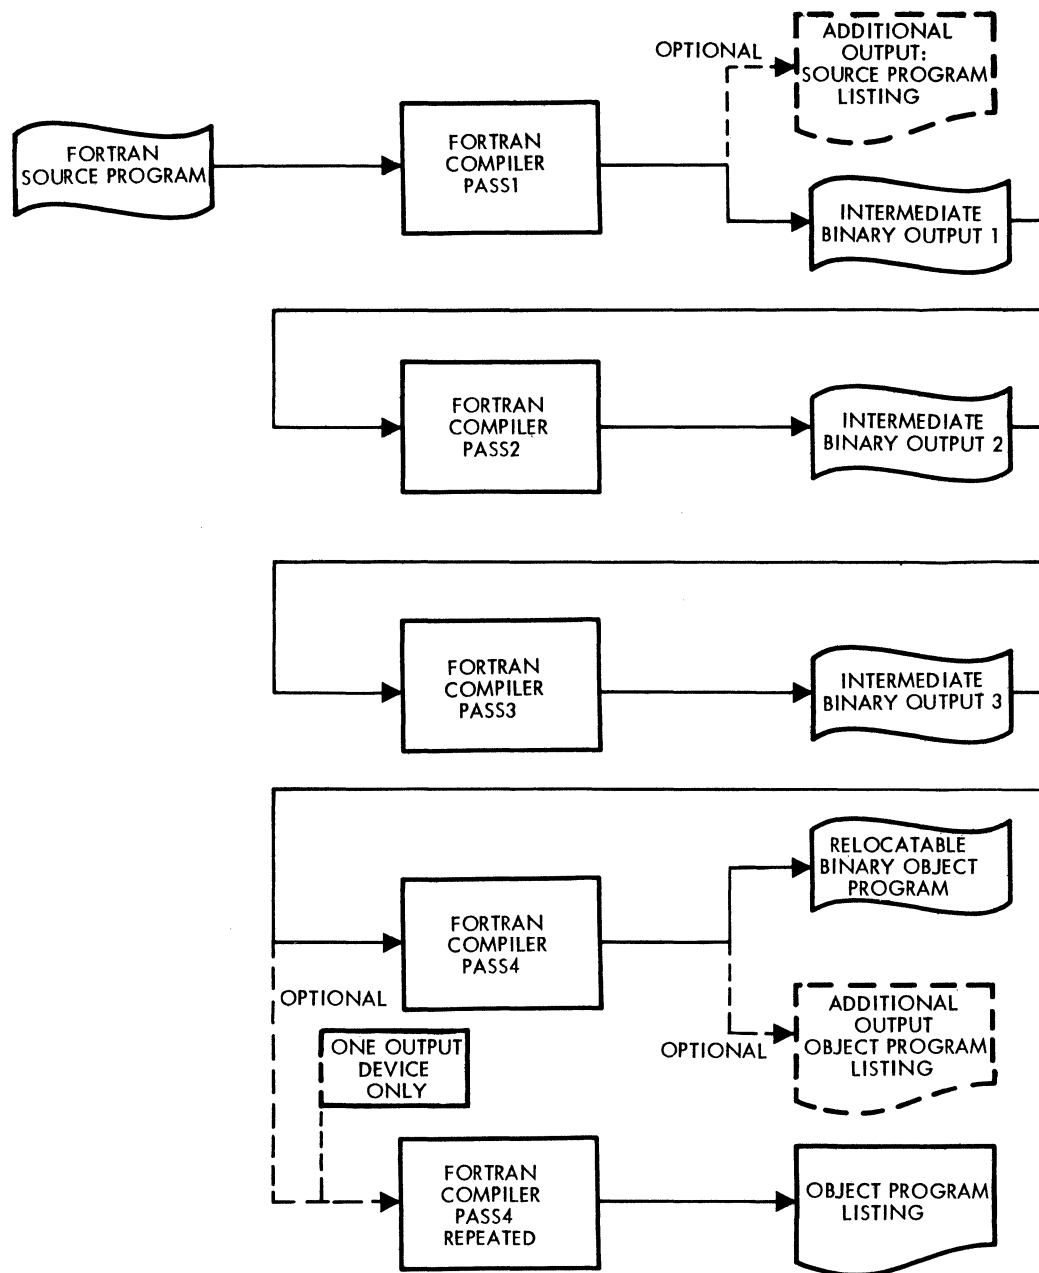 OPTIONAL
ADDITIONAL
OUTPUT:
SOURCE PROGRAM
LISTING
FORTRAN
SOURCE PROGRAM
FORTRAN
COMPILER
PASS1
INTERMEDIATE
BINARY OUTPUT 1
FORTRAN
COMPILER
PASS2
INTERMEDIATE
BINARY OUTPUT 2
FORTRAN
COMPILER
PASS3
INTERMEDIATE
BINARY OUTPUT 3
FORTRAN
COMPILER
PASS4
RELOCATABLE
BINARY OBJECT
PROGRAM
OPTIONAL
OPTIONAL
ADDITIONAL
OUTPUT
OBJECT PROGRAM
LISTING
ONE OUTPUT
DEVICE
ONLY
FORTRAN
COMPILER
PASS4
REPEATED
OBJECT PROGRAM
LISTING